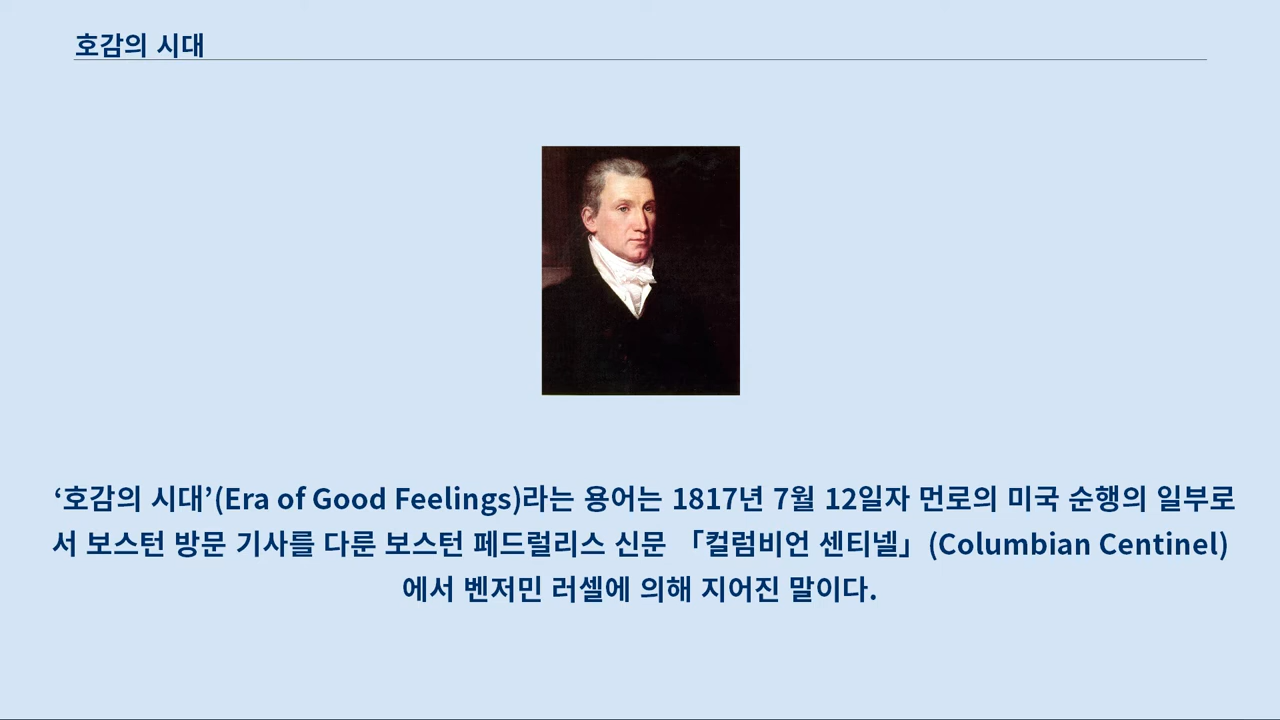 호감의 시대
‘호감의 시대’(Era of Good Feelings)라는 용어는 1817년 7월 12일자 먼로의 미국 순행의 일부로
서 보스턴 방문 기사를 다룬 보스턴 페드럴리스 신문 「컬럼비언 센티넬」(Columbian Centinel)
에서 벤저민 러셀에 의해 지어진 말이다.